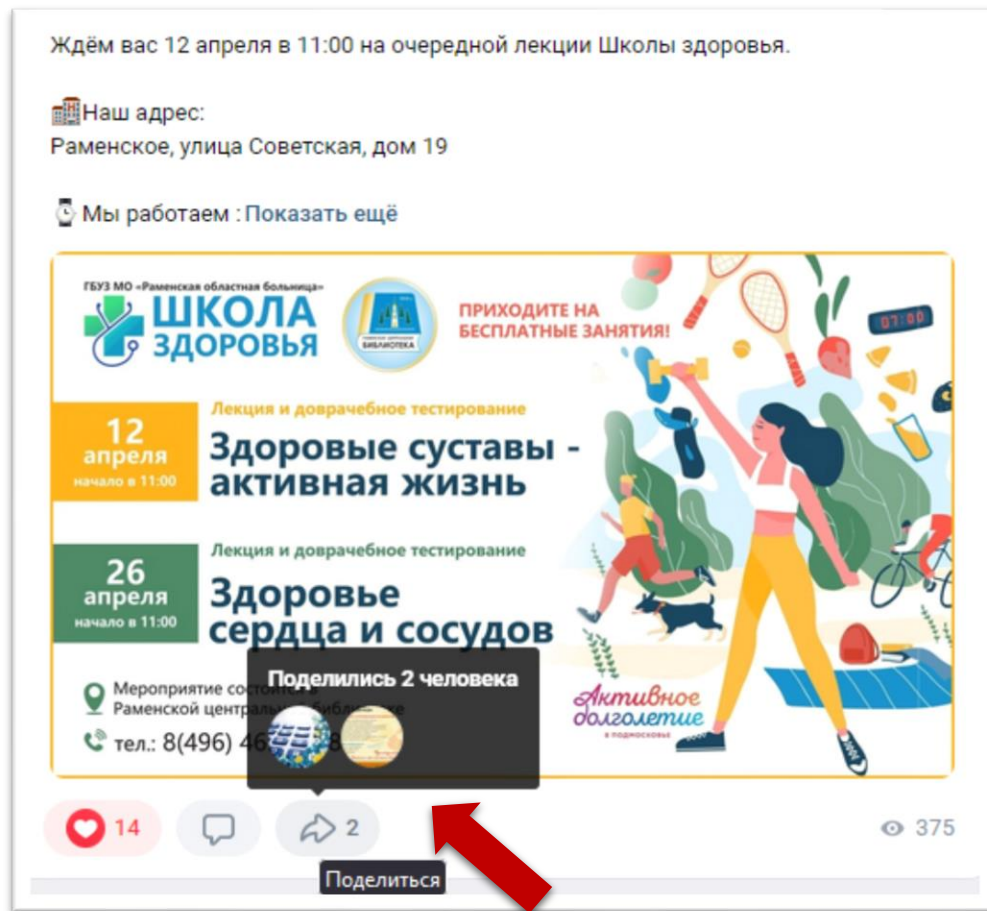 Ждём вас 12 апреля в 11:00 на очередной лекции Школы здоровья.
Наш адрес:
Раменское, улица Советская, дом 19
Мы работаем : Показать ещё
ГБУЗ МО «Раменская областная больница»
ШКОЛА
ЗДОРОВЬЯ
БИБЛИОТЕКА
ПРИХОДИТЕ НА
БЕСПЛАТНЫЕ ЗАНЯТИЯ!
07:00
12
апреля
начало в 11:00
Лекция и доврачебное тестирование
Здоровые суставы -
активная жизнь
26
апреля
начало в 11:00
Лекция и доврачебное тестирование
Здоровье
сердца и сосудов
Поделились 2 человека
Мероприятие состоится в
Раменской центральной библиотеке
тел.: 8(496) 46
Активное
долголетие
в подмосковье
14
2
375
Поделиться